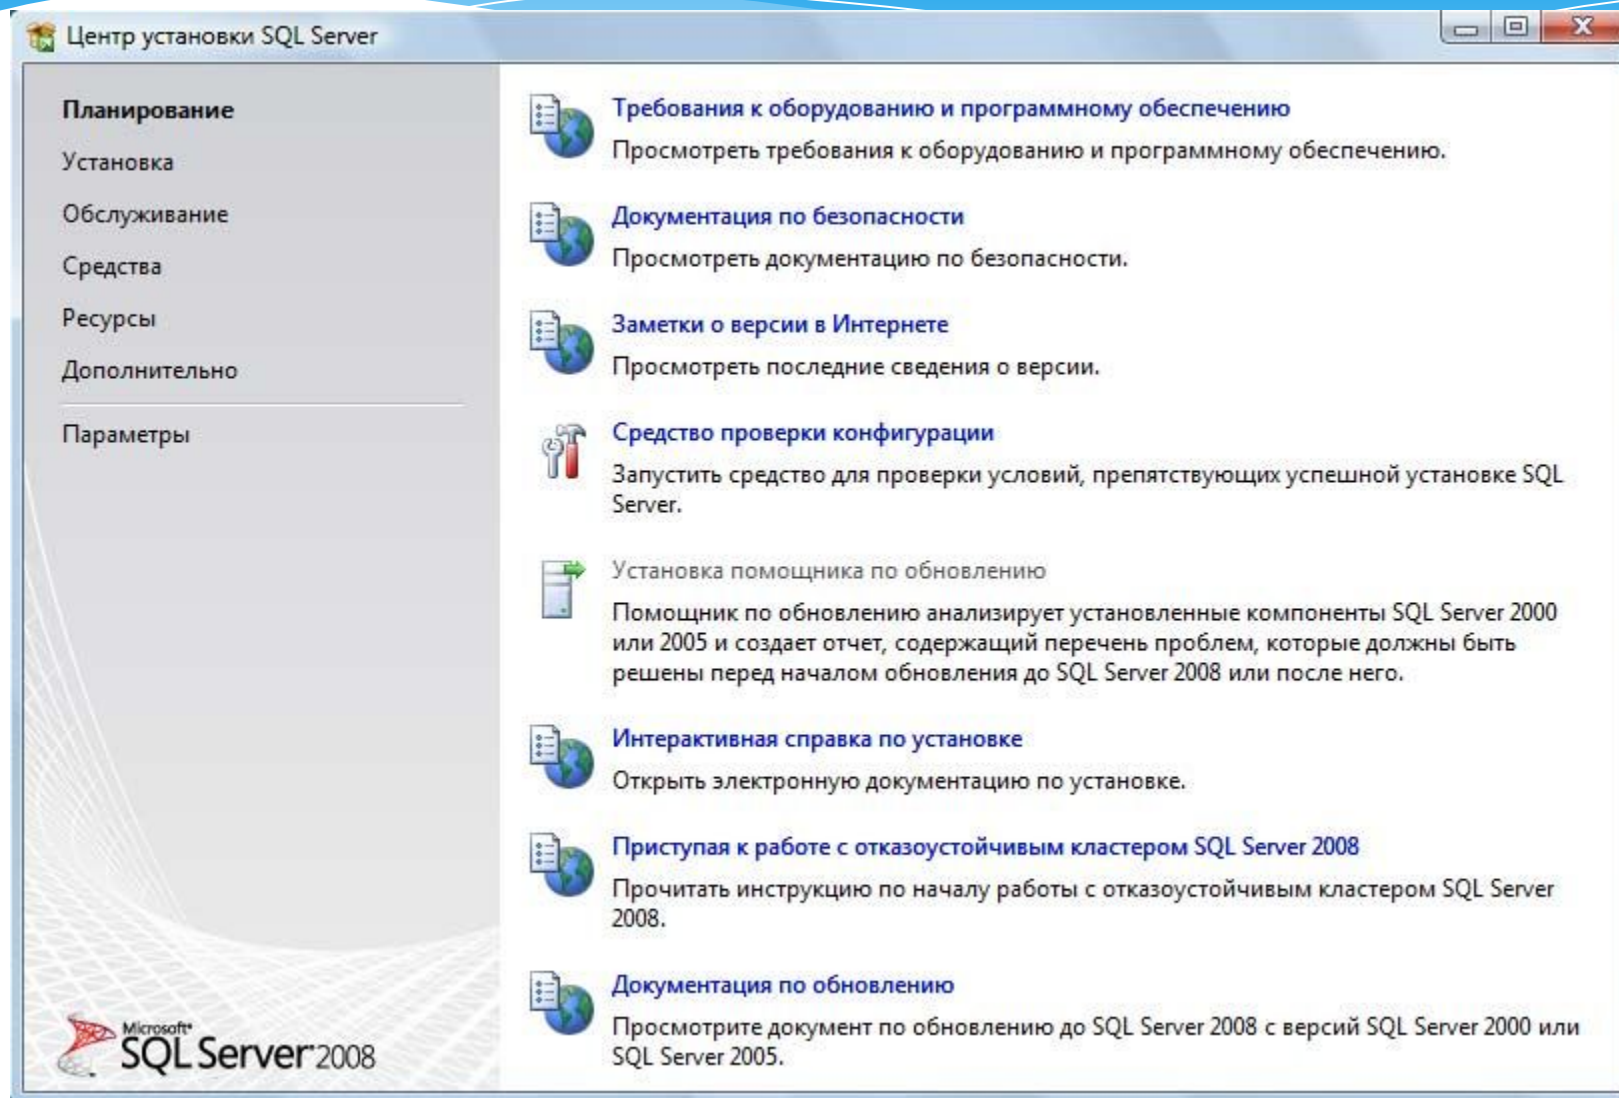 Центр установки SQL Server
Планирование
Установка
Обслуживание
Средства
Ресурсы
Дополнительно
Параметры
Microsoft
SQL Server 2008
Требования к оборудованию и программному обеспечению
Просмотреть требования к оборудованию и программному обеспечению.
Документация по безопасности
Просмотреть документацию по безопасности.
Заметки о версии в Интернете
Просмотреть последние сведения о версии.
Средство проверки конфигурации
Запустить средство для проверки условий, препятствующих успешной установке SQL
Server.
Установка помощника по обновлению
Помощник по обновлению анализирует установленные компоненты SQL Server 2000
или 2005 и создает отчет, содержащий перечень проблем, которые должны быть
решены перед началом обновления до SQL Server 2008 или после него.
Интерактивная справка по установке
Открыть электронную документацию по установке.
Приступая к работе с отказоустойчивым кластером SQL Server 2008
Прочитать инструкцию по началу работы с отказоустойчивым кластером SQL Server
2008.
Документация по обновлению
Просмотрите документ по обновлению до SQL Server 2008 с версий SQL Server 2000 или
SQL Server 2005.